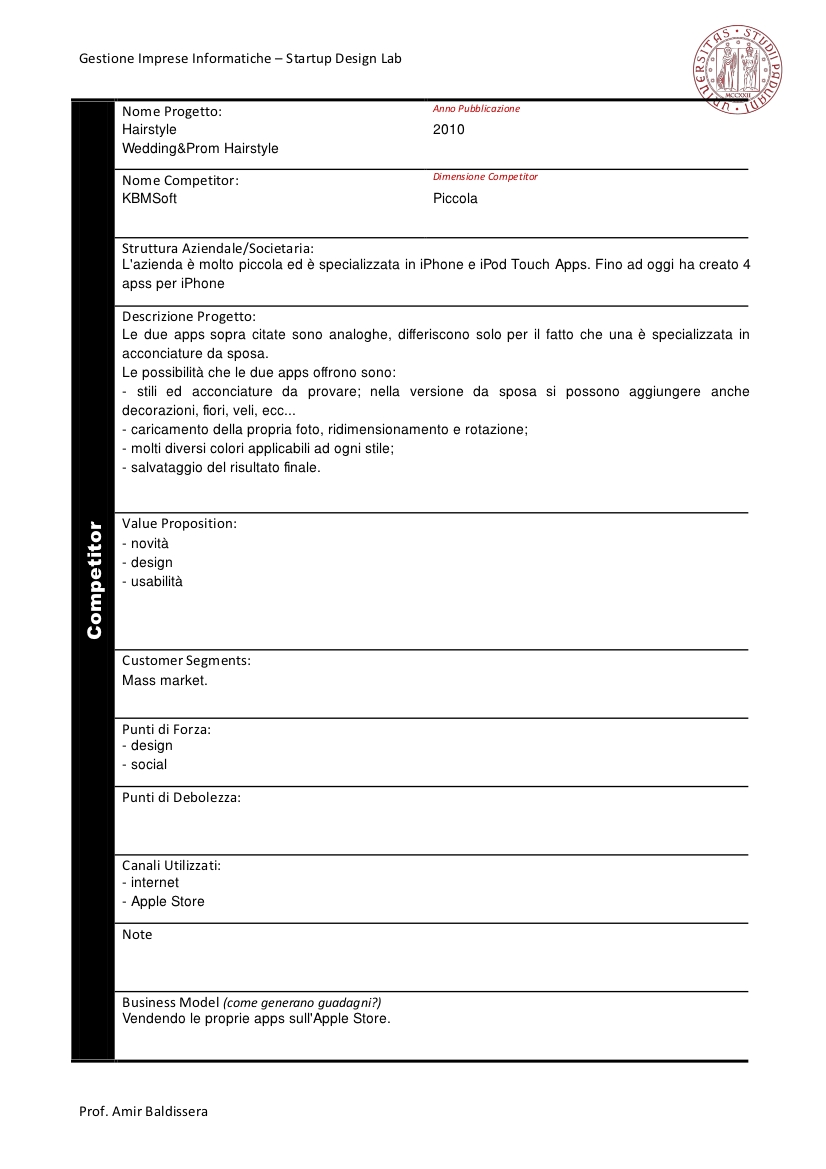 Gestione Imprese Informatiche – Startup Design Lab
UNIVERSITAS STUDII PADUANI
MCCXXII
Nome Progetto:
Anno Pubblicazione
Hairstyle
2010
Wedding&Prom Hairstyle
Nome Competitor:
Dimensione Competitor
KBMSoft
Piccola
Struttura Aziendale/Societaria:
L'azienda è molto piccola ed è specializzata in iPhone e iPod Touch Apps. Fino ad oggi ha creato 4
apss per iPhone
Descrizione Progetto:
Le due apps sopra citate sono analoghe, differiscono solo per il fatto che una è specializzata in
acconciature da sposa.
Le possibilità che le due apps offrono sono:
- stili ed acconciature da provare; nella versione da sposa si possono aggiungere anche
decorazioni, fiori, veli, ecc...
- caricamento della propria foto, ridimensionamento e rotazione;
- molti diversi colori applicabili ad ogni stile;
- salvataggio del risultato finale.
Competitor
Value Proposition:
- novità
- design
- usabilità
Customer Segments:
Mass market.
Punti di Forza:
- design
- social
Punti di Debolezza:
Canali Utilizzati:
- internet
- Apple Store
Note
Business Model (come generano guadagni?)
Vendendo le proprie apps sull'Apple Store.
Prof. Amir Baldissera